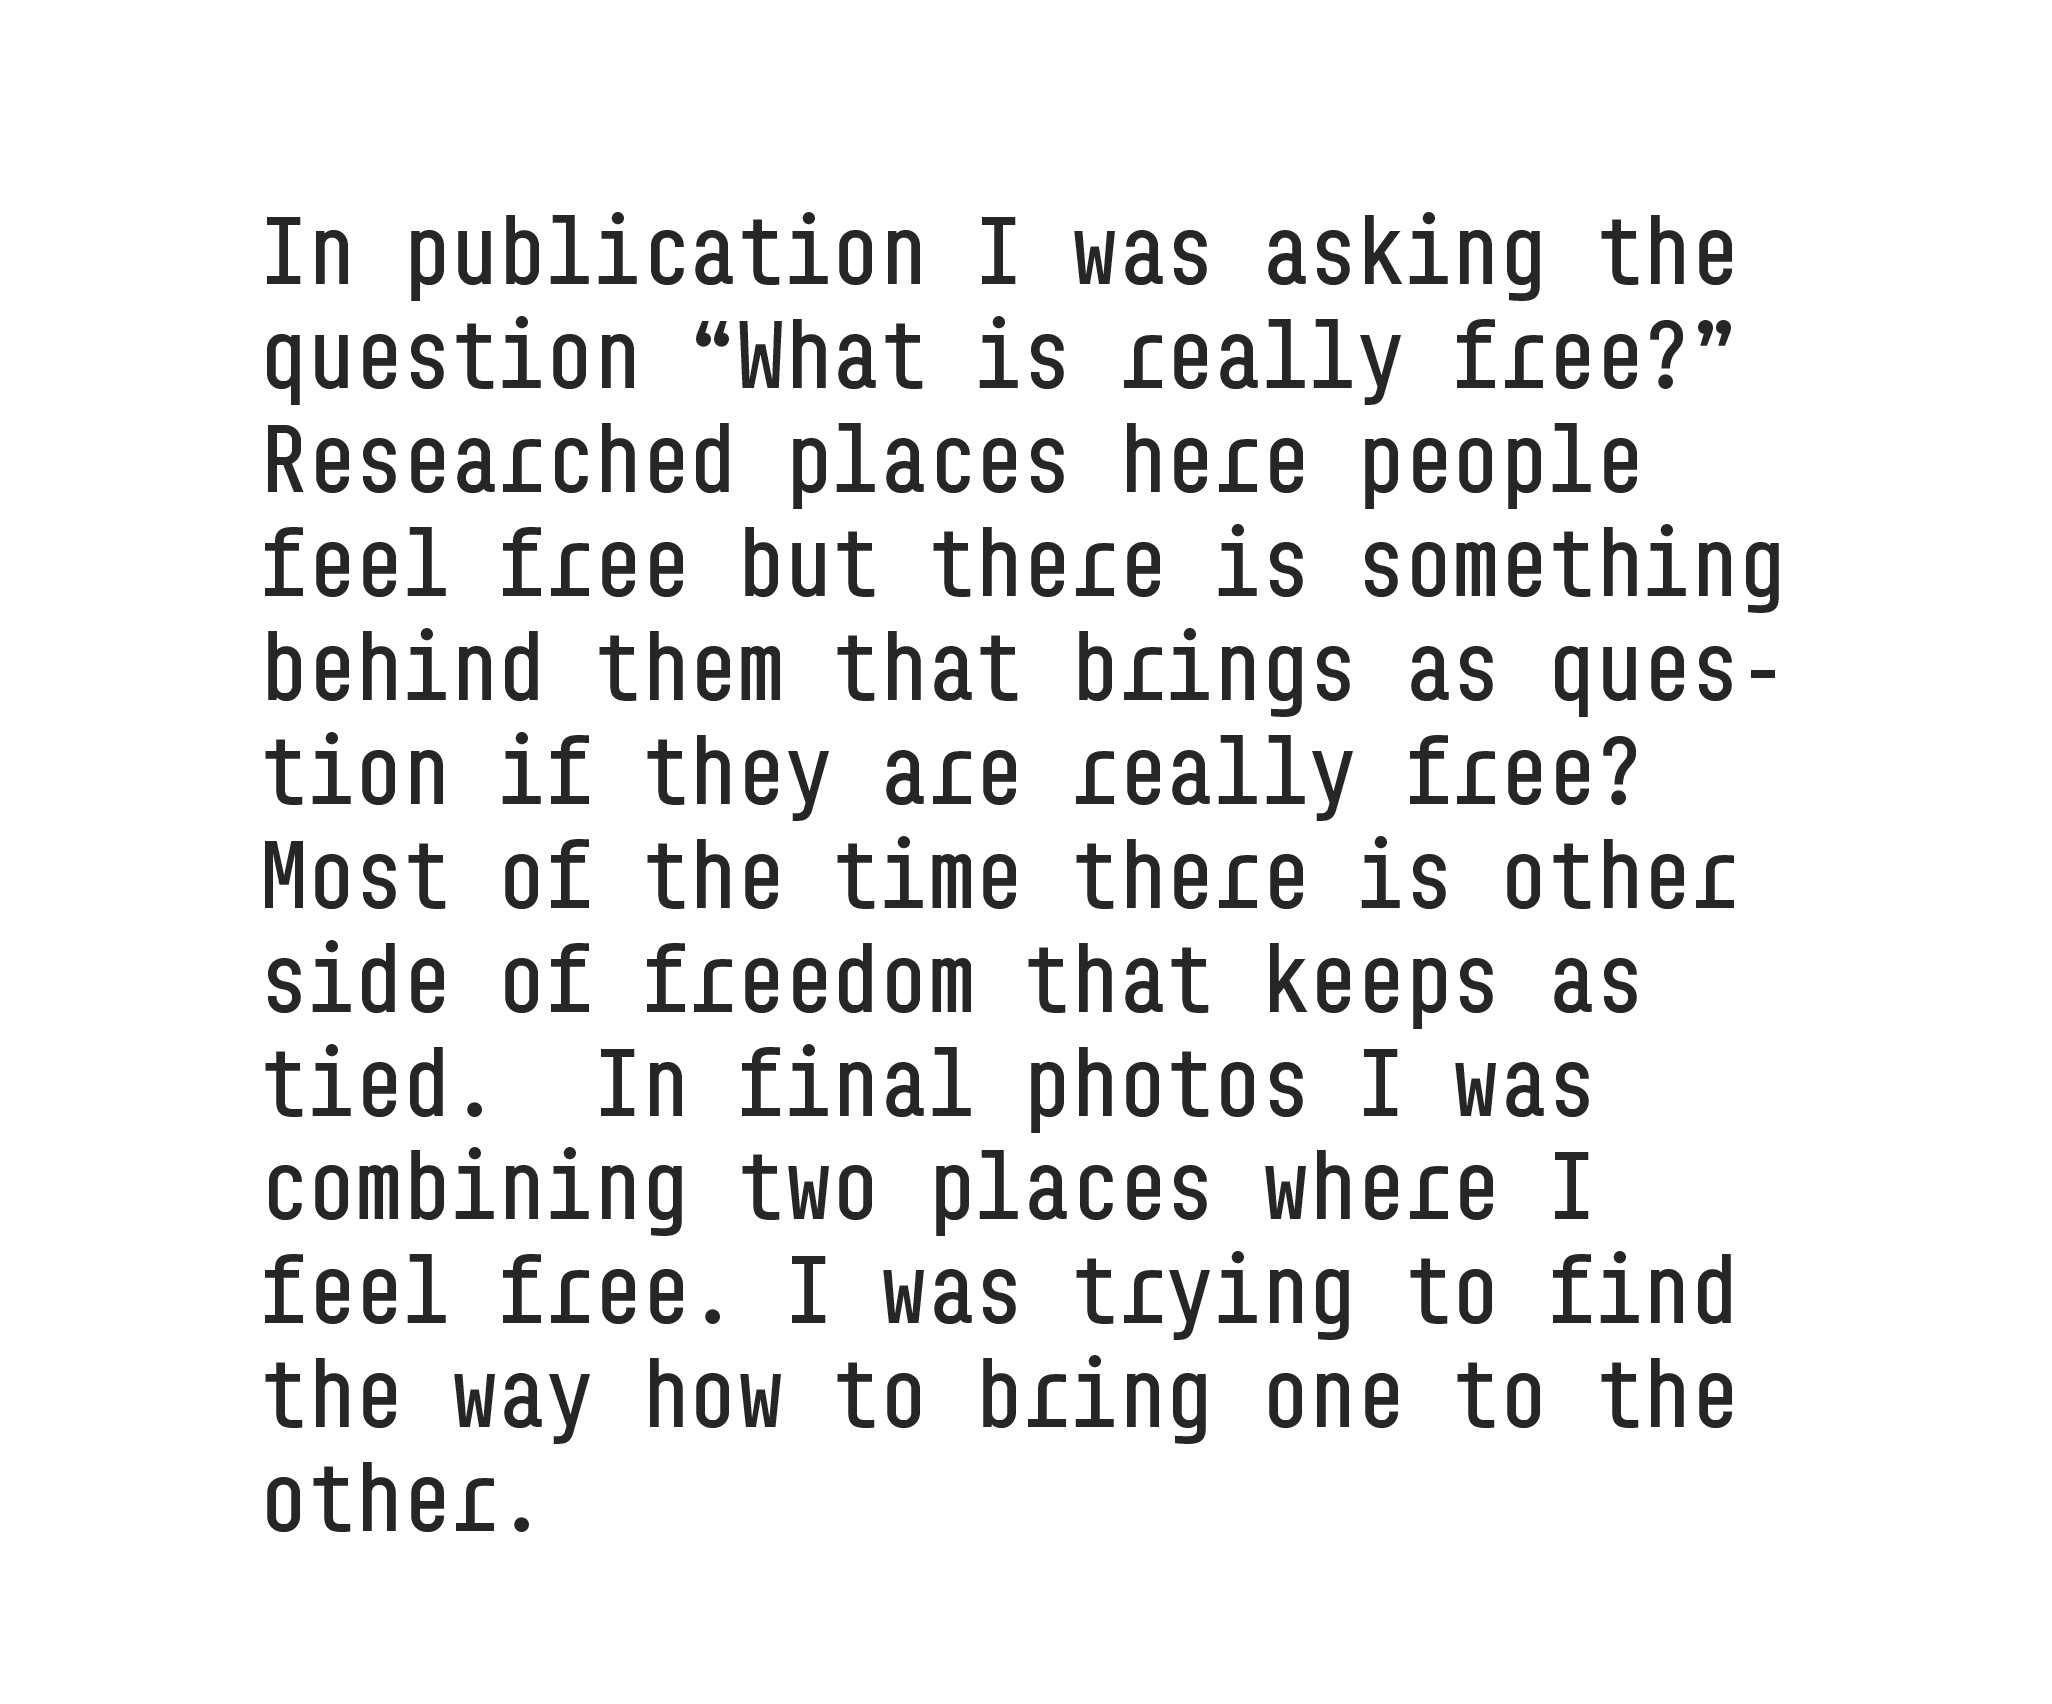 In publication I was asking the
question “What is really free?”
Researched places here people
feel free but there is something
behind them that brings as ques-
tion if they are really free?
Most of the time there is other
side of freedom that keeps as
tied.  In final photos I was
combining two places where I
feel free. I was trying to find
the way how to bring one to the
other.